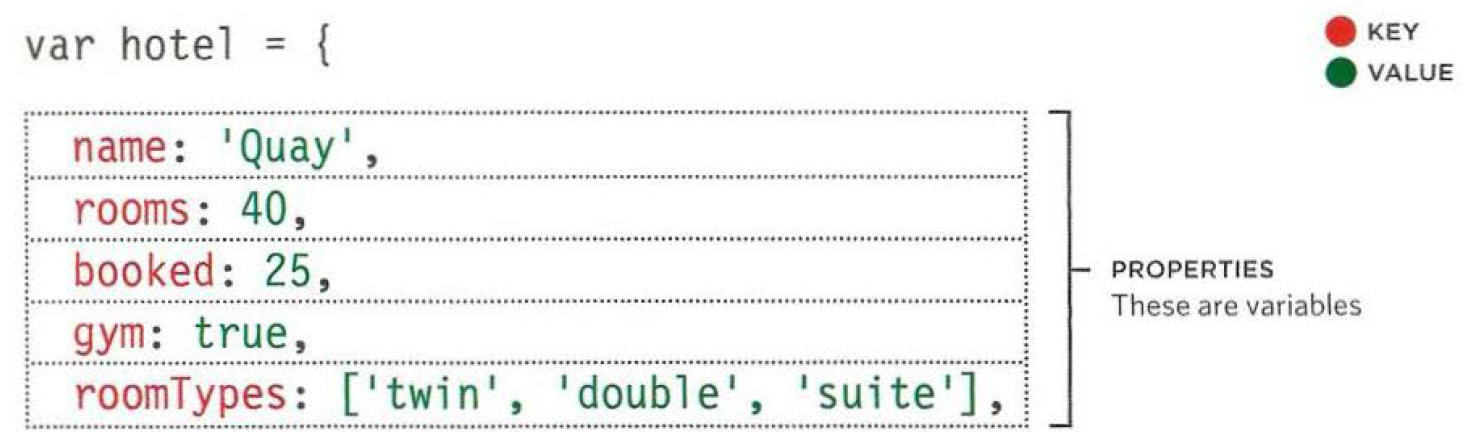 var hotel = {
KEY
VALUE
name: 'Quay',
rooms: 40,
booked: 25,
gym: true,
roomTypes: ['twin', 'double', 'suite'],
PROPERTIES
These are variables